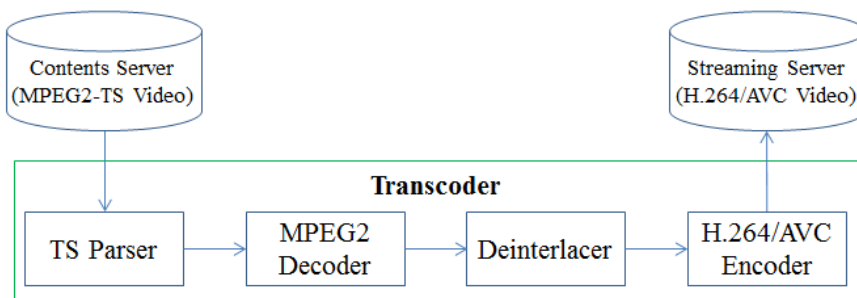 Contents Server
(MPEG2-TS Video)
Streaming Server
(H.264/AVC Video)
Transcoder
TS Parser
MPEG2
Decoder
Deinterlacer
H.264/AVC
Encoder